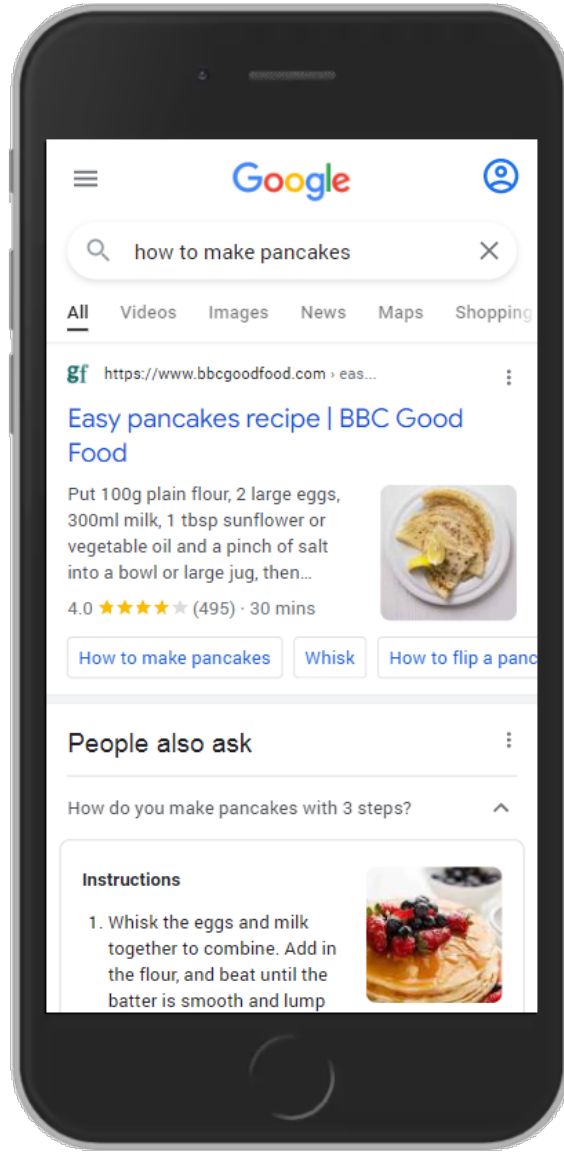 Google
how to make pancakes
All Videos Images News Maps Shopping
gf https://www.bbcgoodfood.com › eas...
Easy pancakes recipe | BBC Good
Food
Put 100g plain flour, 2 large eggs,
300ml milk, 1 tbsp sunflower or
vegetable oil and a pinch of salt
into a bowl or large jug, then...
4.0 (495) · 30 mins
How to make pancakes Whisk How to flip a panc
People also ask
How do you make pancakes with 3 steps?
Instructions
1. Whisk the eggs and milk
together to combine. Add in
the flour, and beat until the
batter is smooth and lump